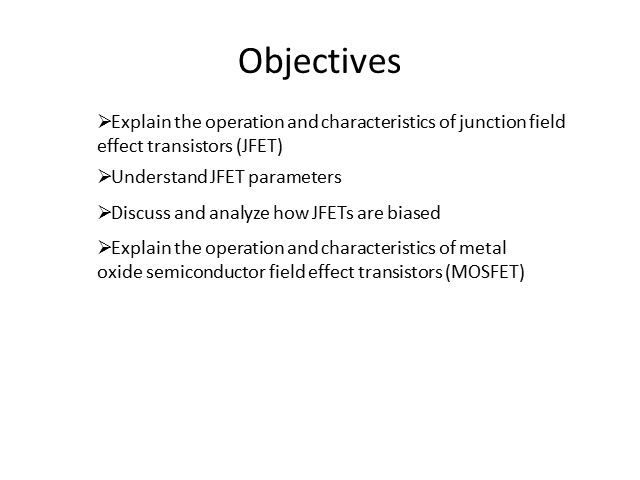 Objectives
➢Explain the operation and characteristics of junction field
effect transistors (JFET)
➢Understand JFET parameters
➢Discuss and analyze how JFETs are biased
➢Explain the operation and characteristics of metal
oxide semiconductor field effect transistors (MOSFET)